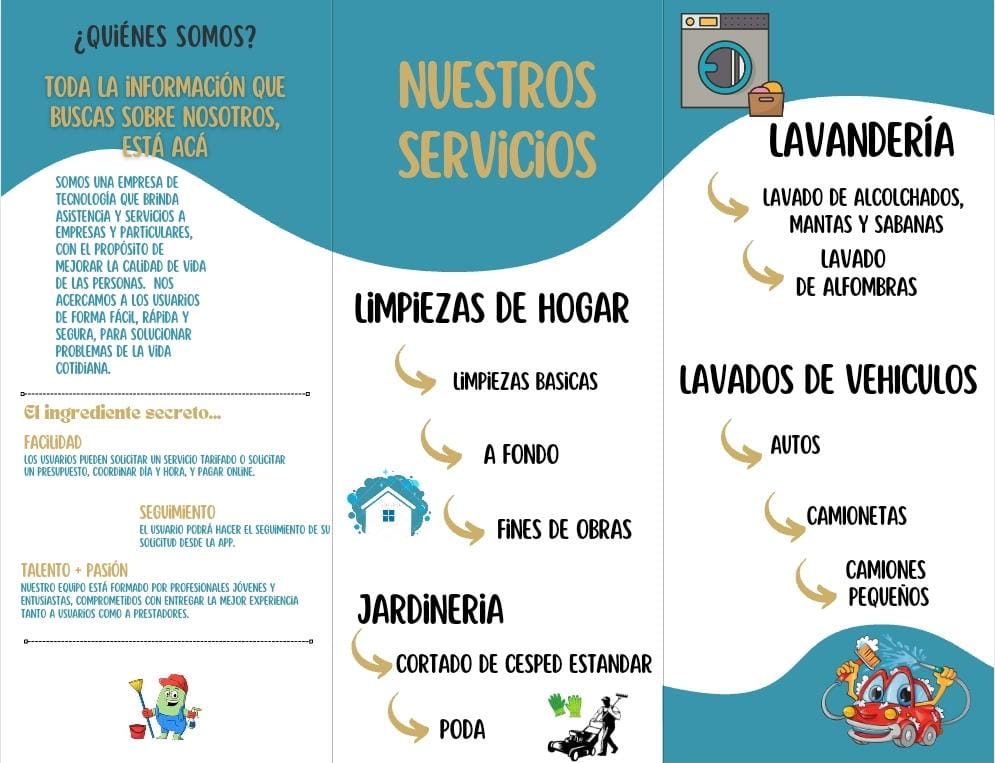 ¿QUIÉNES SOMOS?
TODA LA INFORMACIÓN QUE
BUSCAS SOBRE NOSOTROS,
ESTÁ ACÁ
SOMOS UNA EMPRESA DE
TECNOLOGÍA QUE BRINDA
ASISTENCIA Y SERVICIOS A
EMPRESAS Y PARTICULARES,
CON EL PROPÓSITO DE
MEJORAR LA CALIDAD DE VIDA
DE LAS PERSONAS. NOS
ACERCAMOS A LOS USUARIOS
DE FORMA FÁCIL, RÁPIDA Y
SEGURA, PARA SOLUCIONAR
PROBLEMAS DE LA VIDA
COTIDIANA.
El ingrediente secreto...
FACILIDAD
LOS USUARIOS PUEDEN SOLICITAR UN SERVICIO TARIFADO O SOLICITAR
UN PRESUPUESTO, COORDINAR DÍA Y HORA, Y PAGAR ONLINE.
SEGUIMIENTO
EL USUARIO PODRÁ HACER EL SEGUIMIENTO DE SU
SOLICITUD DESDE LA APP.
TALENTO + PASIÓN
NUESTRO EQUIPO ESTÁ FORMADO POR PROFESIONALES JÓVENES Y
ENTUSIASTAS, COMPROMETIDOS CON ENTREGAR LA MEJOR EXPERIENCIA
TANTO A USUARIOS COMO A PRESTADORES.
NUESTROS
SERVICIOS
LIMPIEZAS DE HOGAR
LIMPIEZAS BASICAS
A FONDO
FINES DE OBRAS
JARDINERIA
CORTADO DE CESPED ESTANDAR
PODA
LAVANDERÍA
LAVADO DE ALCOLCHADOS,
MANTAS Y SABANAS
LAVADO
DE ALFOMBRAS
LAVADOS DE VEHICULOS
AUTOS
CAMIONETAS
CAMIONES
PEQUEÑOS